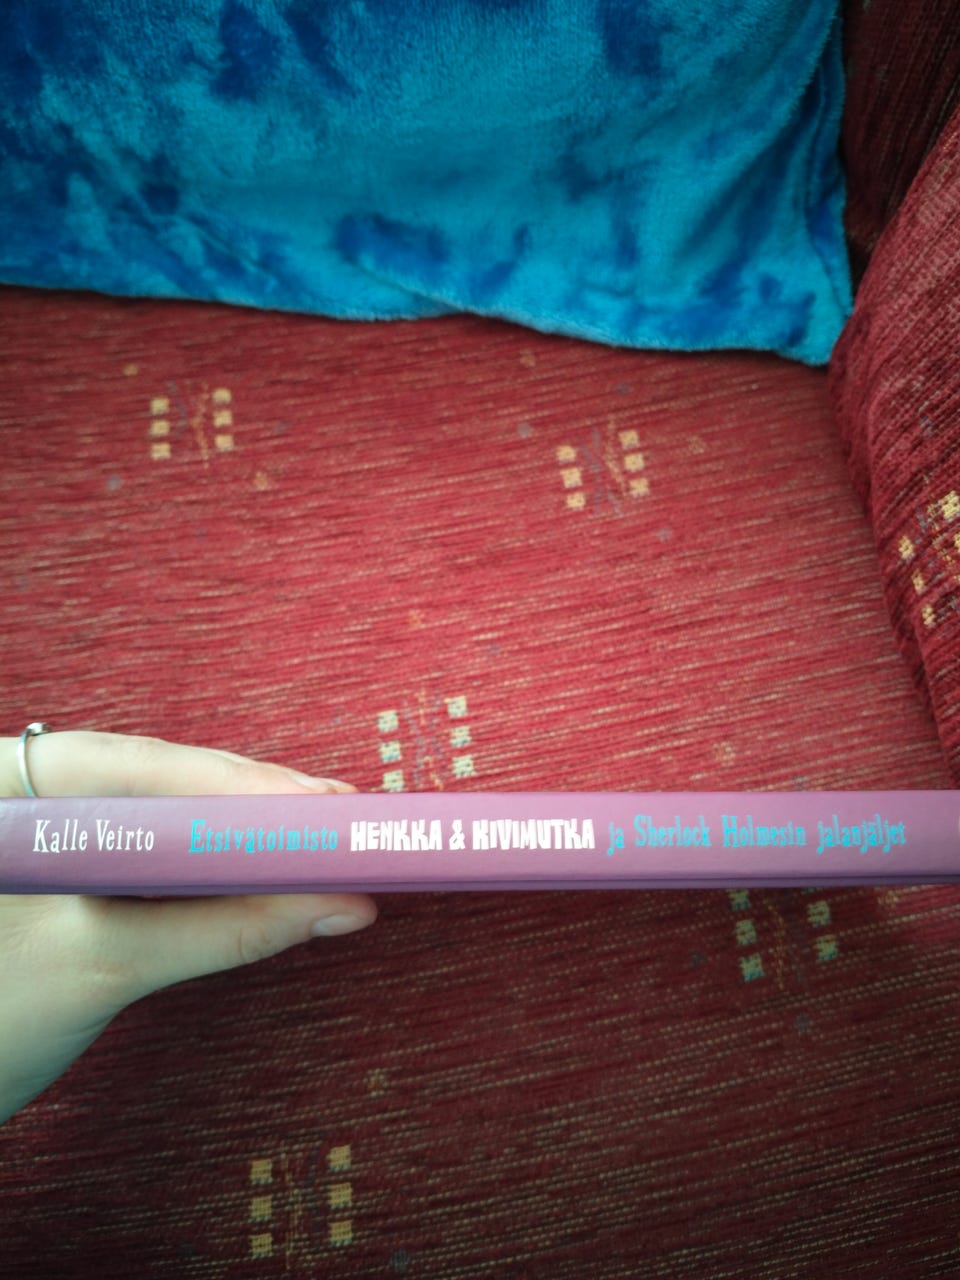 Kalle Veirto Etsivätoimisto HENKKA & KIVIMUTKA ja Sherlock Holmesin jalanjäljet